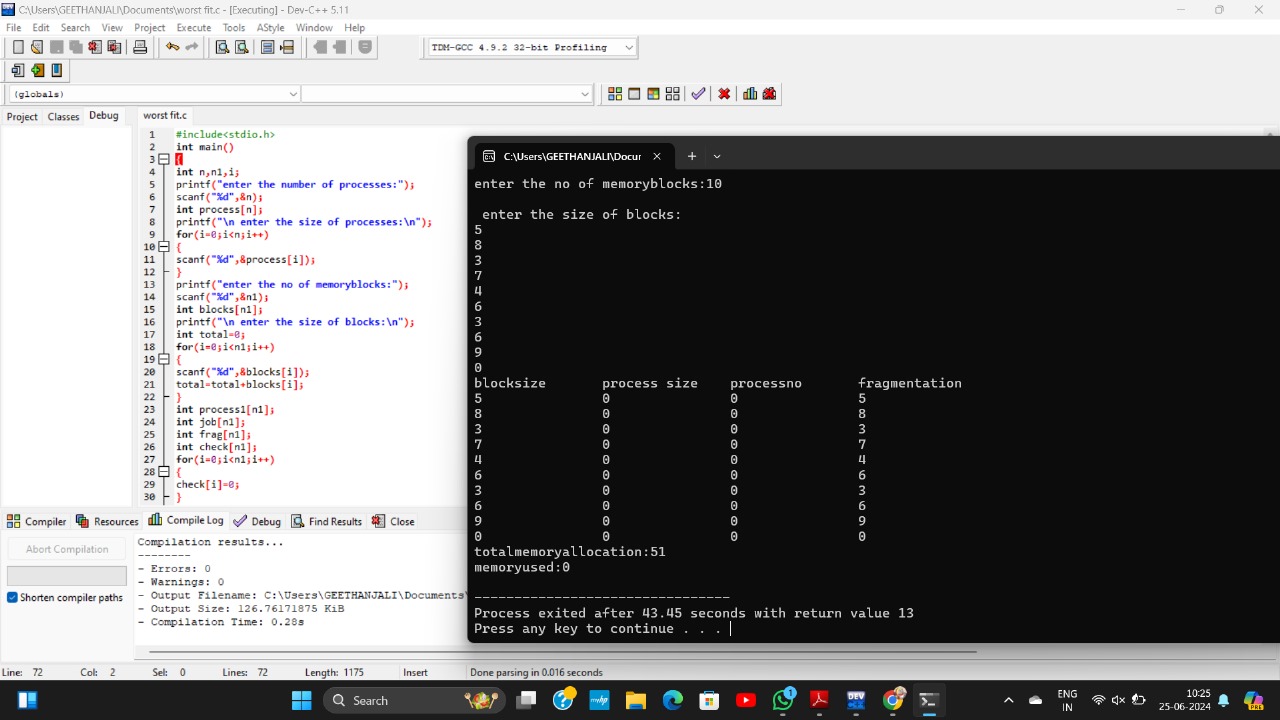 C:\Users\GEETHANJALI\Documents\worst fit.c - [Executing] - Dev-C++ 5.11
File Edit Search View Project Execute Tools AStyle Window Help
TDM-GCC 4.9.2 32-bit Profiling
(globals)
Project Classes Debug
worst fit.c
1 #include<stdio.h>
2 int main()
3 {
4 int n,n1,i;
5 printf("enter the number of processes:");
6 scanf("%d",&n);
7 int process[n];
8 printf("\n enter the size of processes:\n");
9 for(i=0;i<n;i++)
10 {
11 scanf("%d",&process[i]);
12 }
13 printf("enter the no of memoryblocks:");
14 scanf("%d",&n1);
15 int blocks[n1];
16 printf("\n enter the size of blocks:\n");
17 int total=0;
18 for(i=0;i<n1;i++)
19 {
20 scanf("%d",&blocks[i]);
21 total=total+blocks[i];
22 }
23 int process1[n1];
24 int job[n1];
25 int frag[n1];
26 int check[n1];
27 for(i=0;i<n1;i++)
28 {
29 check[i]=0;
30 }
C:\Users\GEETHANJALI\Docur
enter the no of memoryblocks:10
enter the size of blocks:
5
8
3
7
4
6
3
6
9
0
blocksize process size processno fragmentation
5 0 0 5
8 0 0 8
3 0 0 3
7 0 0 7
4 0 0 4
6 0 0 6
3 0 0 3
6 0 0 6
9 0 0 9
0 0 0 0
totalmemoryallocation:51
memoryused:0
--------------------------------
Process exited after 43.45 seconds with return value 13
Press any key to continue . . .
Compiler Resources Compile Log Debug Find Results Close
Abort Compilation
Shorten compiler paths
Compilation results...
--------
- Errors: 0
- Warnings: 0
- Output Filename: C:\Users\GEETHANJALI\Documents\
- Output Size: 126.76171875 KiB
- Compilation Time: 0.28s
Line: 72 Col: 2 Sel: 0 Lines: 72 Length: 1175 Insert Done parsing in 0.016 seconds
Search
1
ENG
IN
10:25
25-06-2024